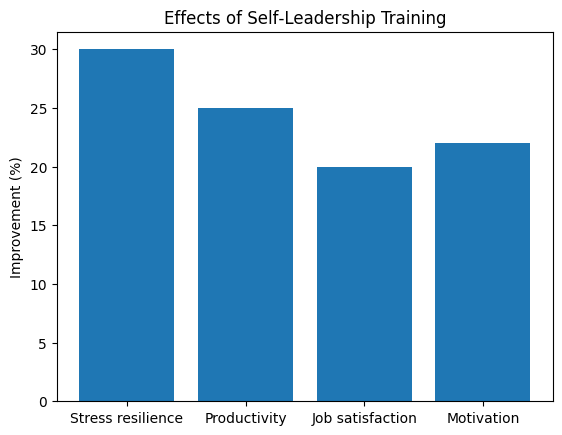 Effects of Self-Leadership Training
Improvement (%)
30
25
20
15
10
5
0
Stress resilience
Productivity
Job satisfaction
Motivation